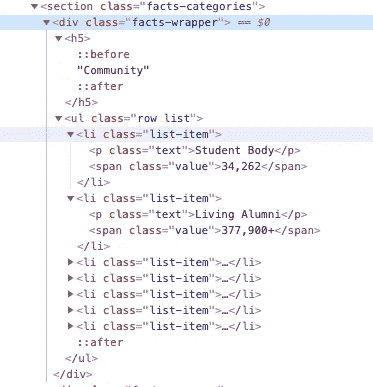 ▼<section class="facts-categories">
▼<div class="facts-wrapper"> == $0
▼<h5>
::before
"Community"
::after
</h5>
▼<ul class="row list">
▼<li class="list-item">
<p class="text">Student Body</p>
<span class="value">34,262</span>
</li>
▼<li class="list-item">
<p class="text">Living Alumni</p>
<span class="value">377,900+</span>
</li>
▶<li class="list-item">…</li>
▶<li class="list-item">…</li>
▶<li class="list-item">…</li>
▶<li class="list-item">…</li>
▶<li class="list-item">…</li>
::after
</ul>
</div>